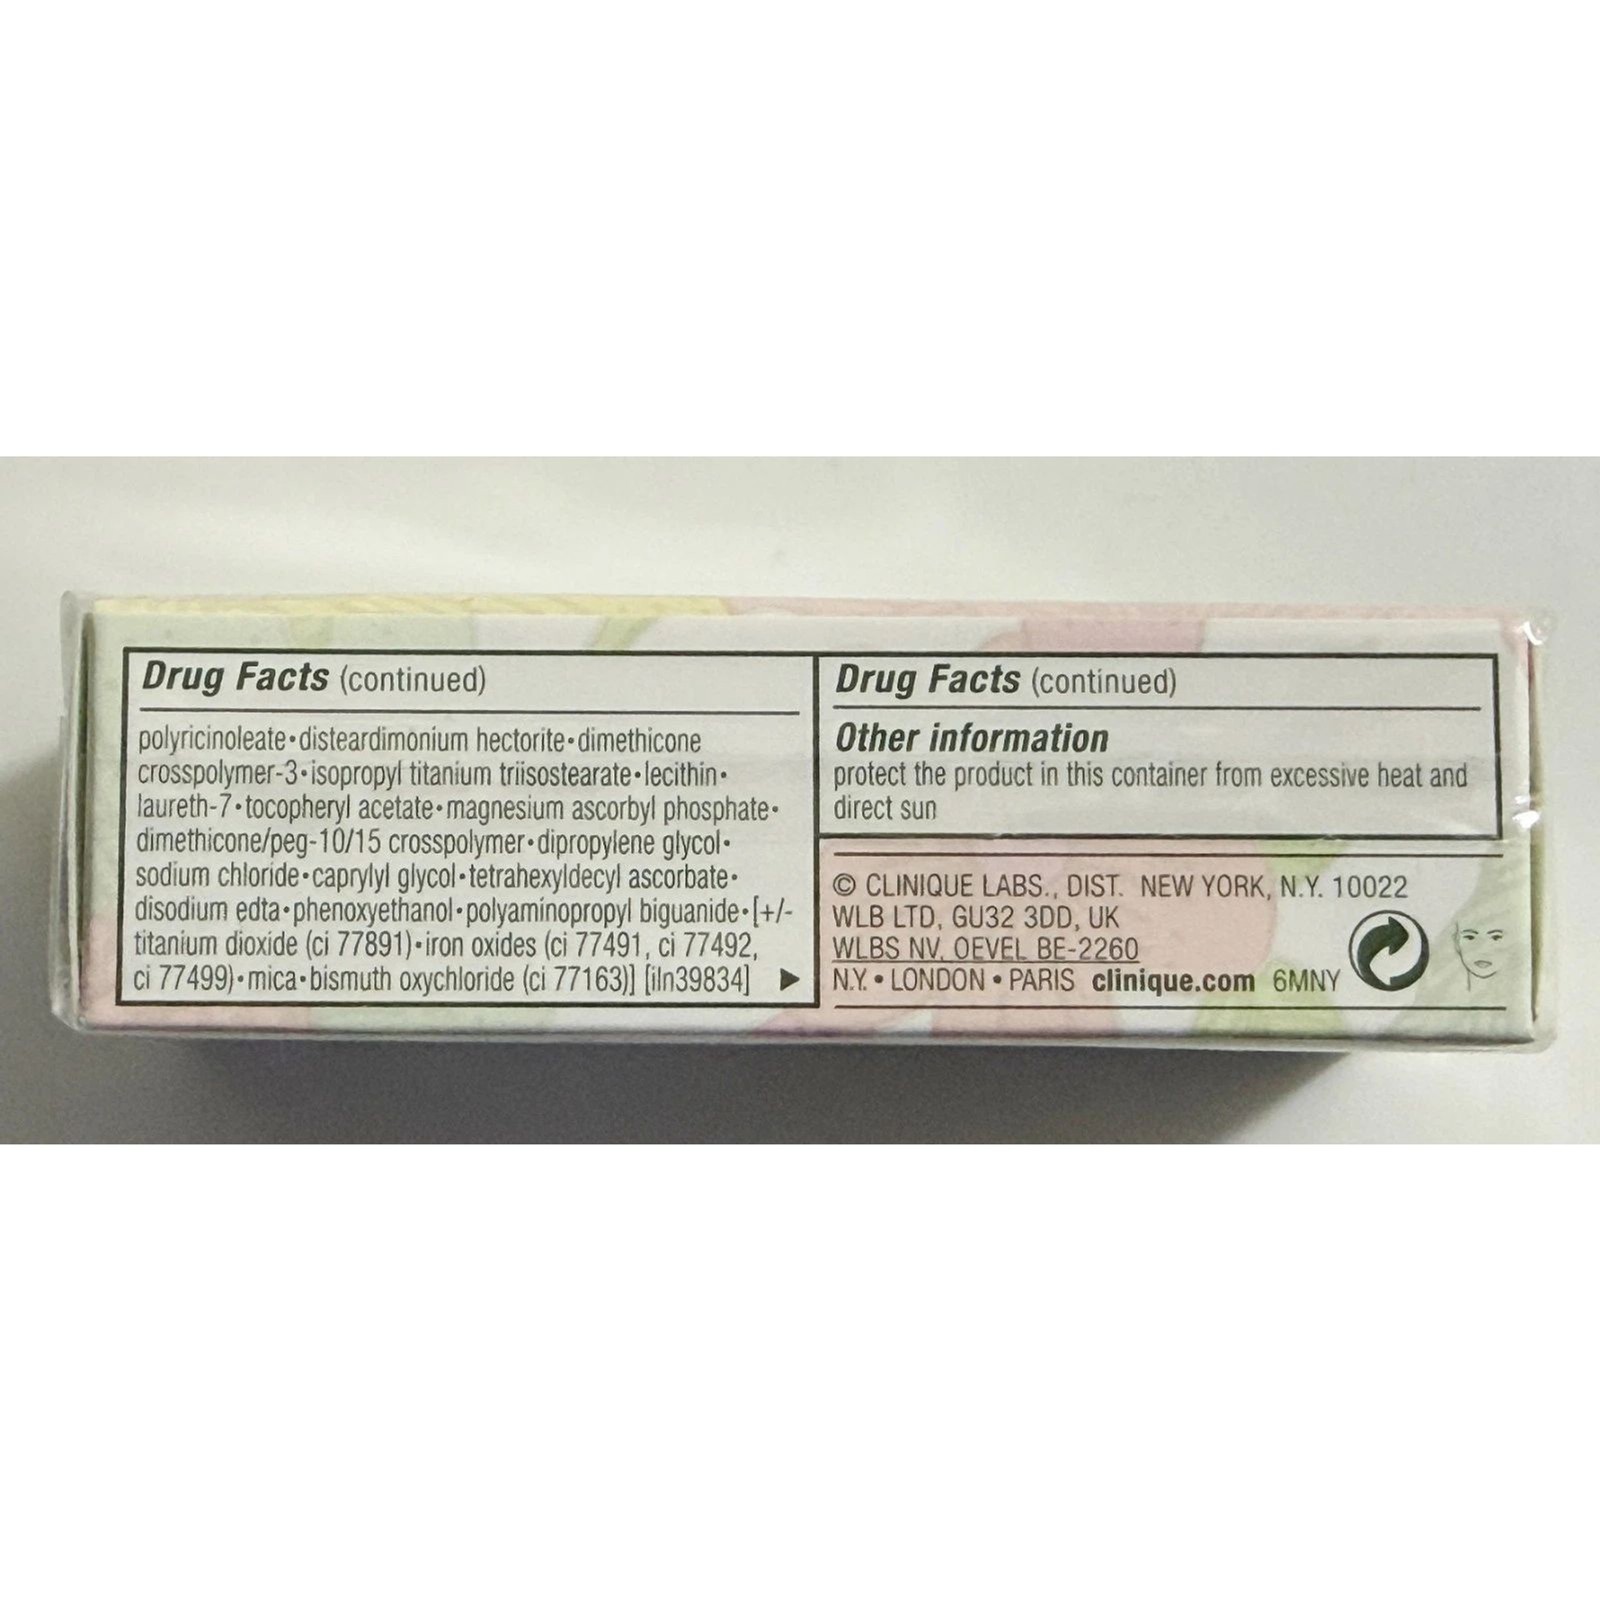 Drug Facts (continued)
polyricinoleate•disteardimonium hectorite•dimethicone
crosspolymer-3•isopropyl titanium triisostearate•lecithin•
laureth-7•tocopheryl acetate•magnesium ascorbyl phosphate•
dimethicone/peg-10/15 crosspolymer•dipropylene glycol•
sodium chloride•caprylyl glycol•tetrahexyldecyl ascorbate•
disodium edta•phenoxyethanol•polyaminopropyl biguanide•[+/-
titanium dioxide (ci 77891)•iron oxides (ci 77491, ci 77492,
ci 77499)•mica•bismuth oxychloride (ci 77163)] [iln39834]
Drug Facts (continued)
Other information
protect the product in this container from excessive heat and
direct sun
© CLINIQUE LABS., DIST. NEW YORK, N.Y. 10022
WLB LTD, GU32 3DD, UK
WLBS NV, OEVEL BE-2260
N.Y. • LONDON • PARIS clinique.com 6MNY